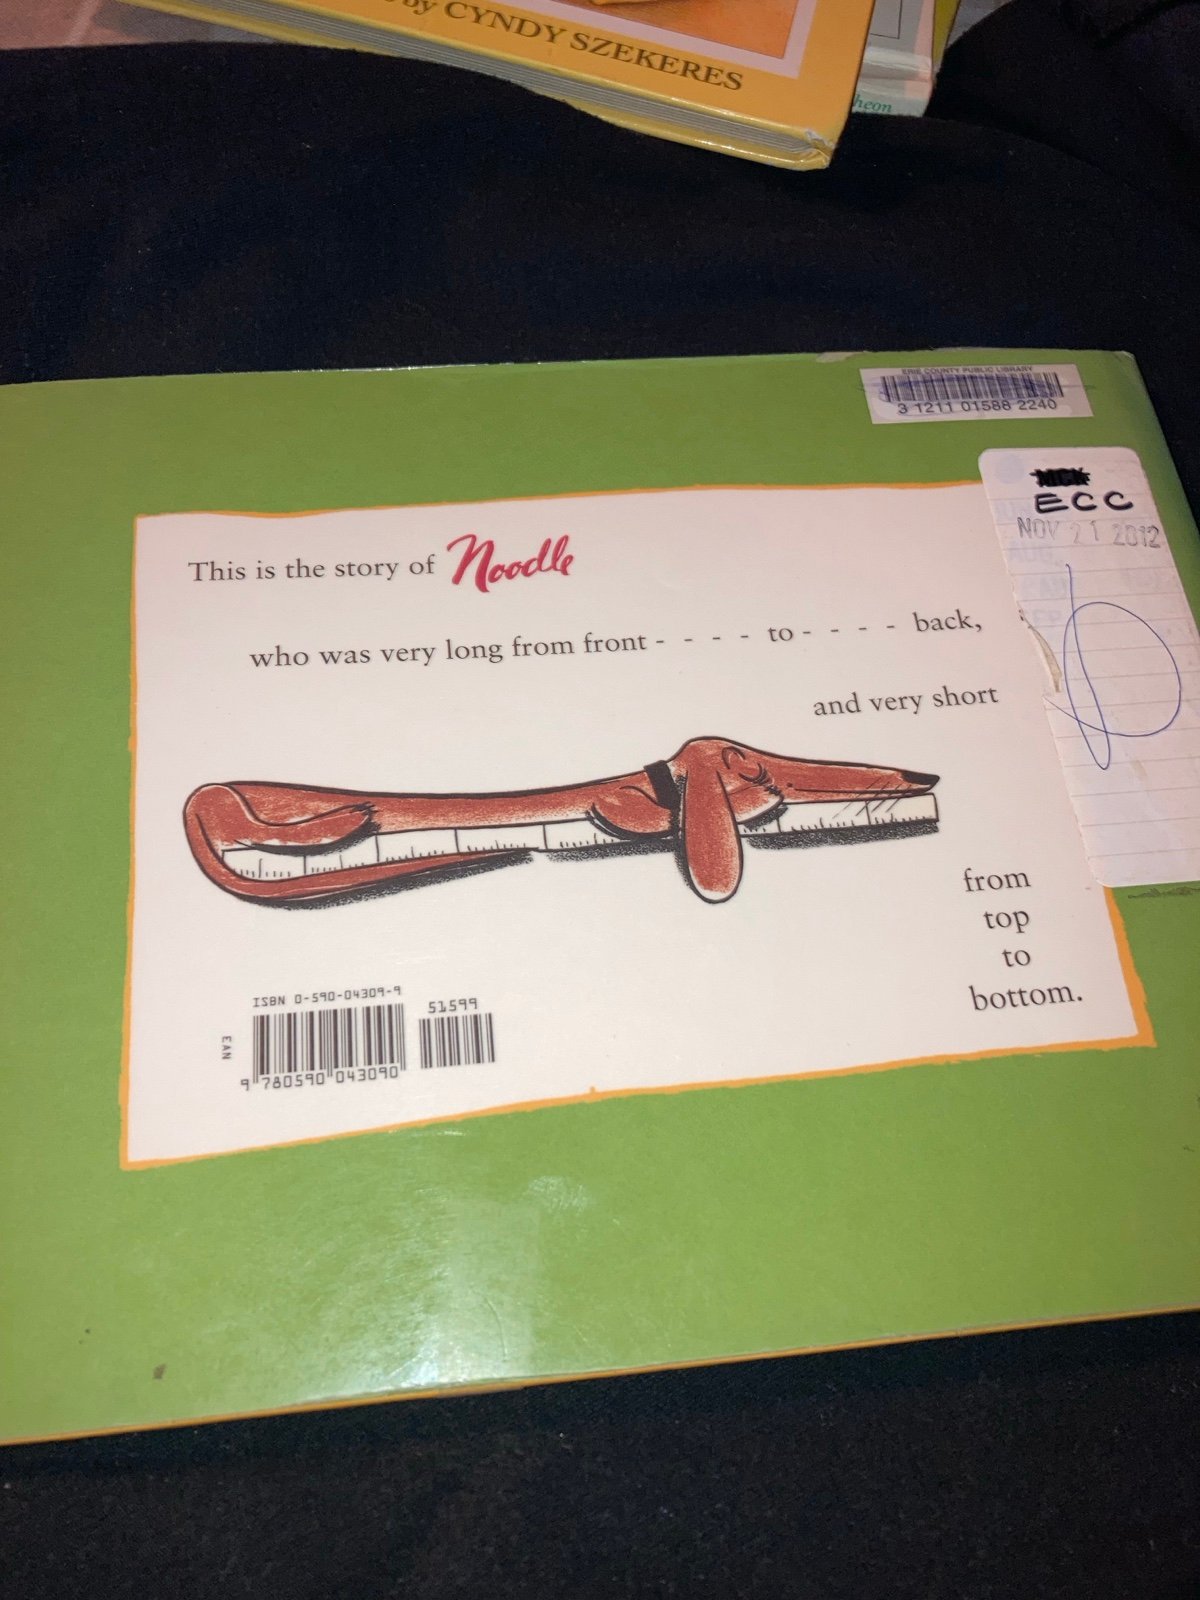 by CYNDY SZEKERES
heon
ERIE COUNTY PUBLIC LIBRARY
3 1211 01588 2240
ECC
NOV 21 2012
This is the story of Noodle
who was very long from front - - - - to - - - - back,
and very short
from
top
to
bottom.
ISBN 0-590-04309-9
51599
EAN
9 780590 043090